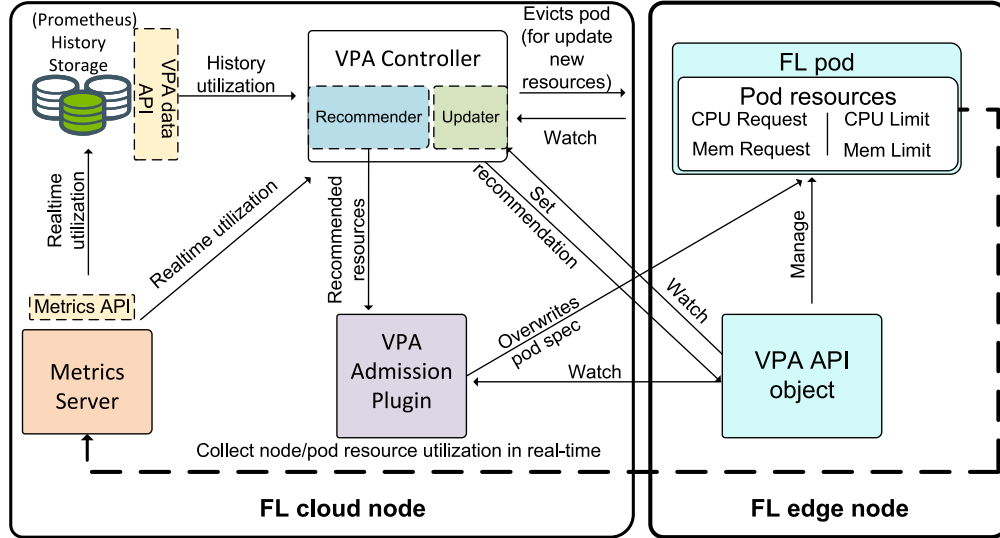 (Prometheus)
History
Storage
VPA data
API
History
utilization
VPA Controller
Recommender
Updater
Evicts pod
(for update
new
resources)
Watch
FL pod
Pod resources
CPU Request
CPU Limit
Mem Request
Mem Limit
Realtime
utilization
Realtime utilization
Recommended
resources
Set
recommendation
Watch
Manage
Metrics API
Metrics
Server
VPA
Admission
Plugin
Overwrites
pod spec
Watch
VPA API
object
Collect node/pod resource utilization in real-time
FL cloud node
FL edge node